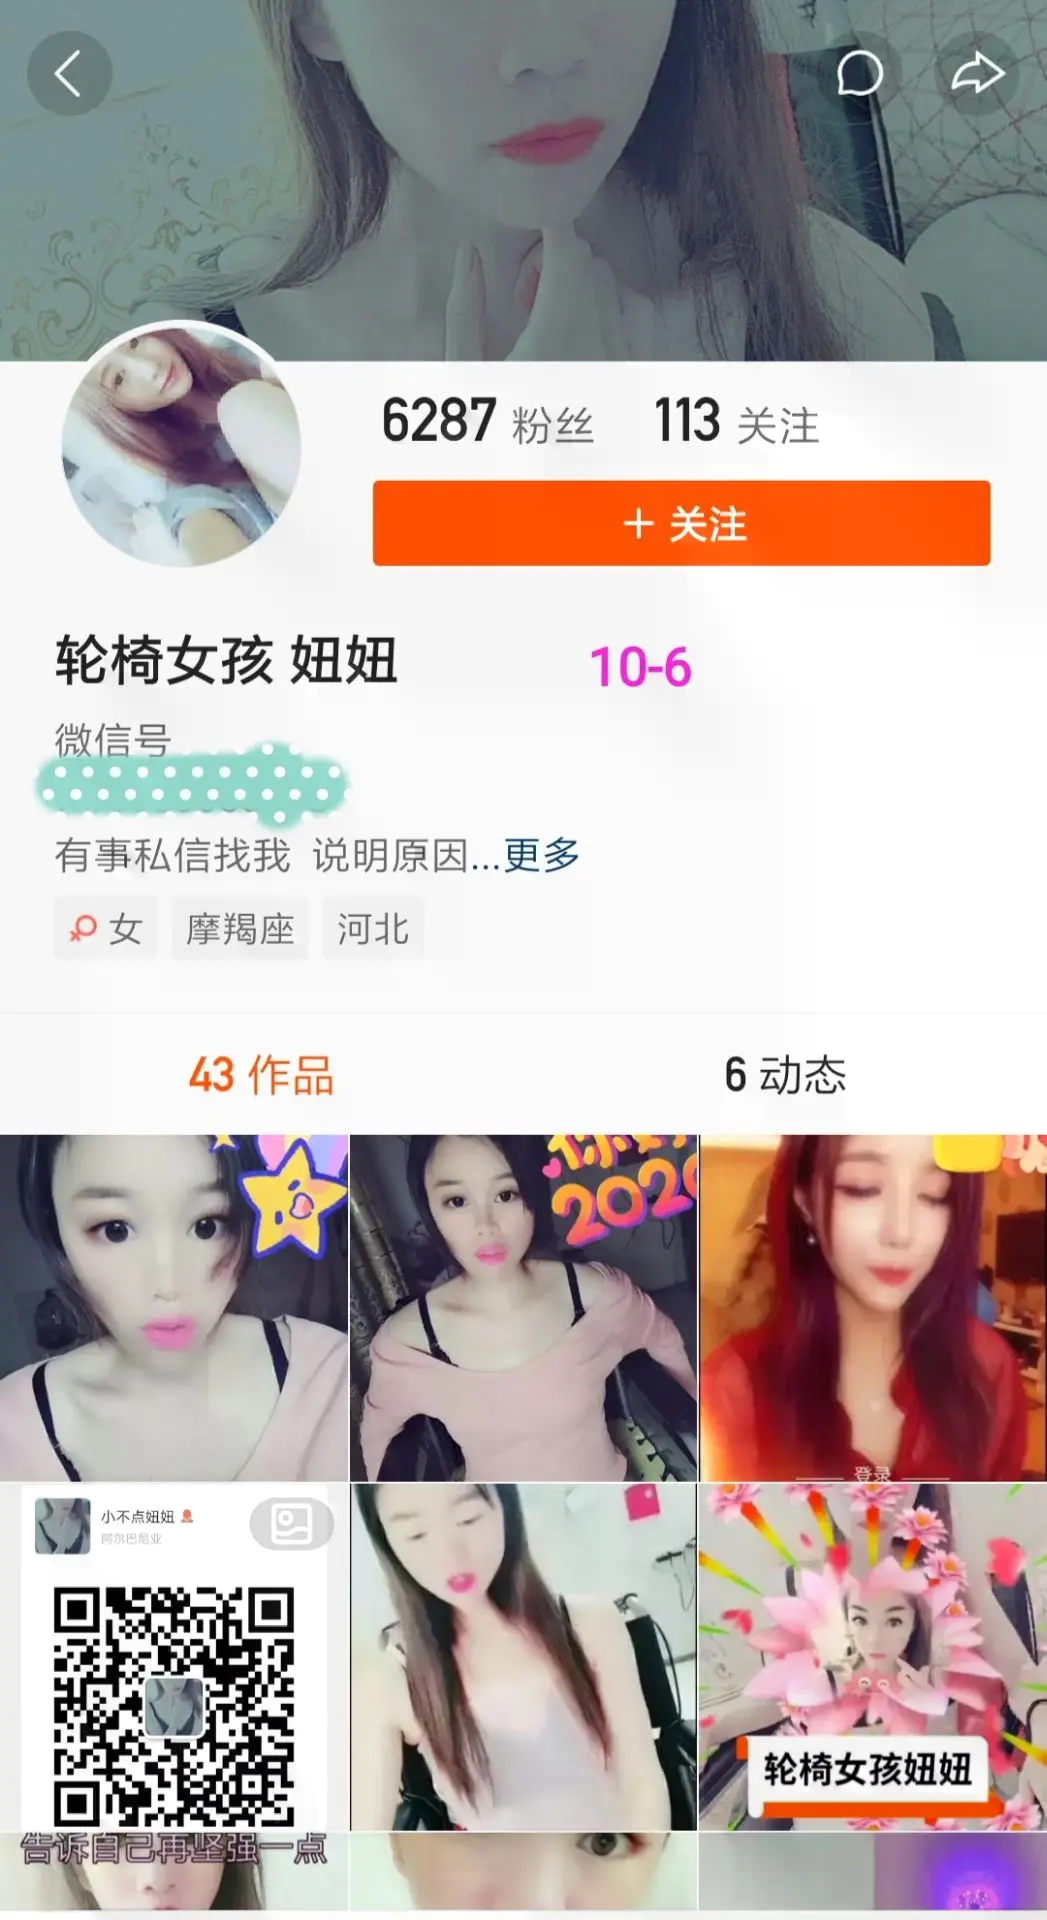 6287 粉丝 113 关注
+ 关注
轮椅女孩 妞妞
10-6
微信号
有事私信找我 说明原因...更多
女 摩羯座 河北
43 作品 6 动态
2020
登录
小不点妞妞
阿尔巴尼亚
轮椅女孩妞妞
告诉自己再坚强一点